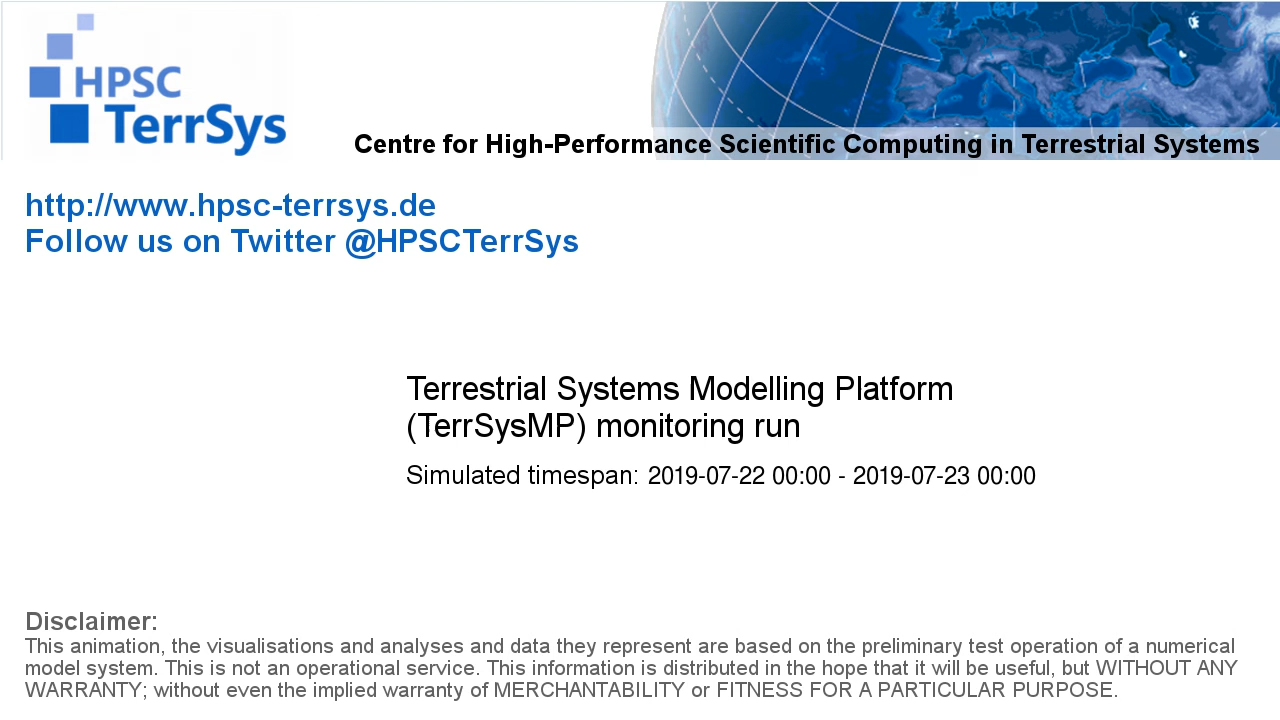 HPSC
TerrSys
Centre for High-Performance Scientific Computing in Terrestrial Systems
http://www.hpsc-terrsys.de
Follow us on Twitter @HPSCTerrSys
Terrestrial Systems Modelling Platform
(TerrSysMP) monitoring run
Simulated timespan: 2019-07-22 00:00 - 2019-07-23 00:00
Disclaimer:
This animation, the visualisations and analyses and data they represent are based on the preliminary test operation of a numerical
model system. This is not an operational service. This information is distributed in the hope that it will be useful, but WITHOUT ANY
WARRANTY; without even the implied warranty of MERCHANTABILITY or FITNESS FOR A PARTICULAR PURPOSE.